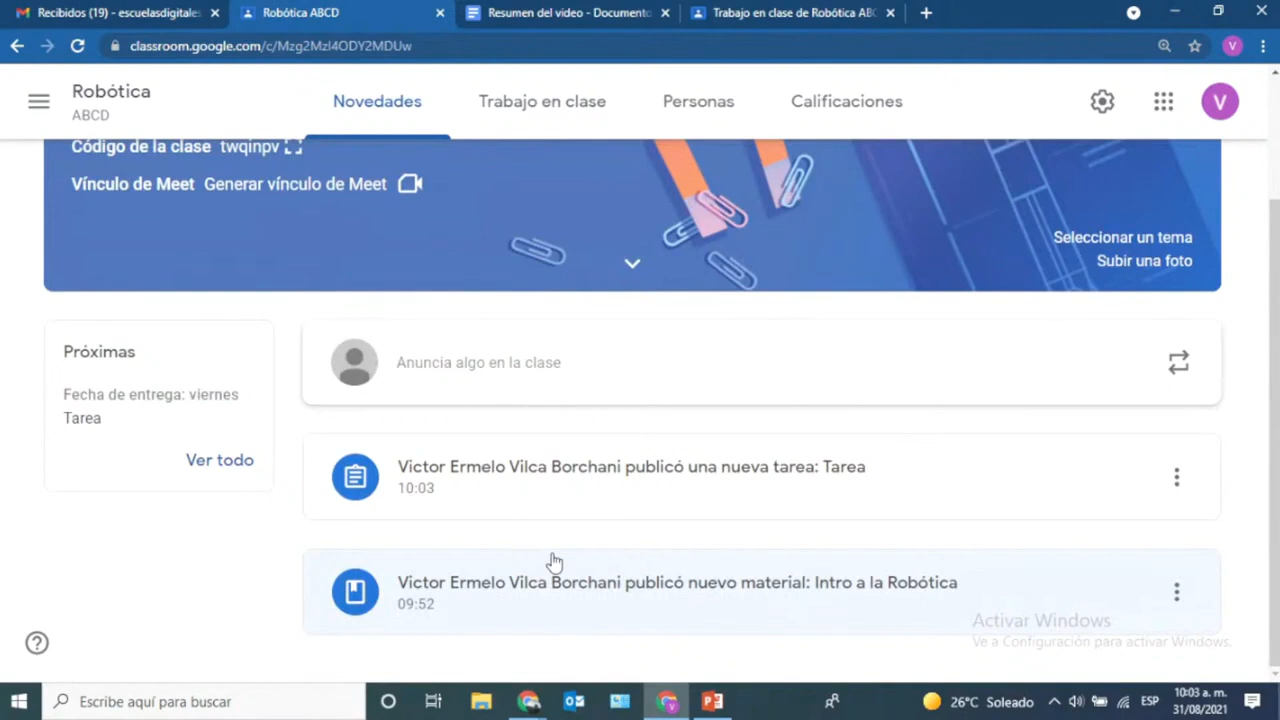 Recibidos (19) - escuelasdigitales
Robótica ABCD
Resumen del video - Documento
Trabajo en clase de Robótica ABC
classroom.google.com/c/Mzg2MzI4ODY2MDUw
V
Robótica
ABCD
Novedades
Trabajo en clase
Personas
Calificaciones
V
Código de la clase twqinpv
Vínculo de Meet Generar vínculo de Meet
Seleccionar un tema
Subir una foto
Próximas
Fecha de entrega: viernes
Tarea
Ver todo
Anuncia algo en la clase
Victor Ermelo Vilca Borchani publicó una nueva tarea: Tarea
10:03
Victor Ermelo Vilca Borchani publicó nuevo material: Intro a la Robótica
09:52
Activar Windows
Ve a Configuración para activar Windows.
Escribe aquí para buscar
26°C Soleado
ESP
10:03 a. m.
31/08/2021